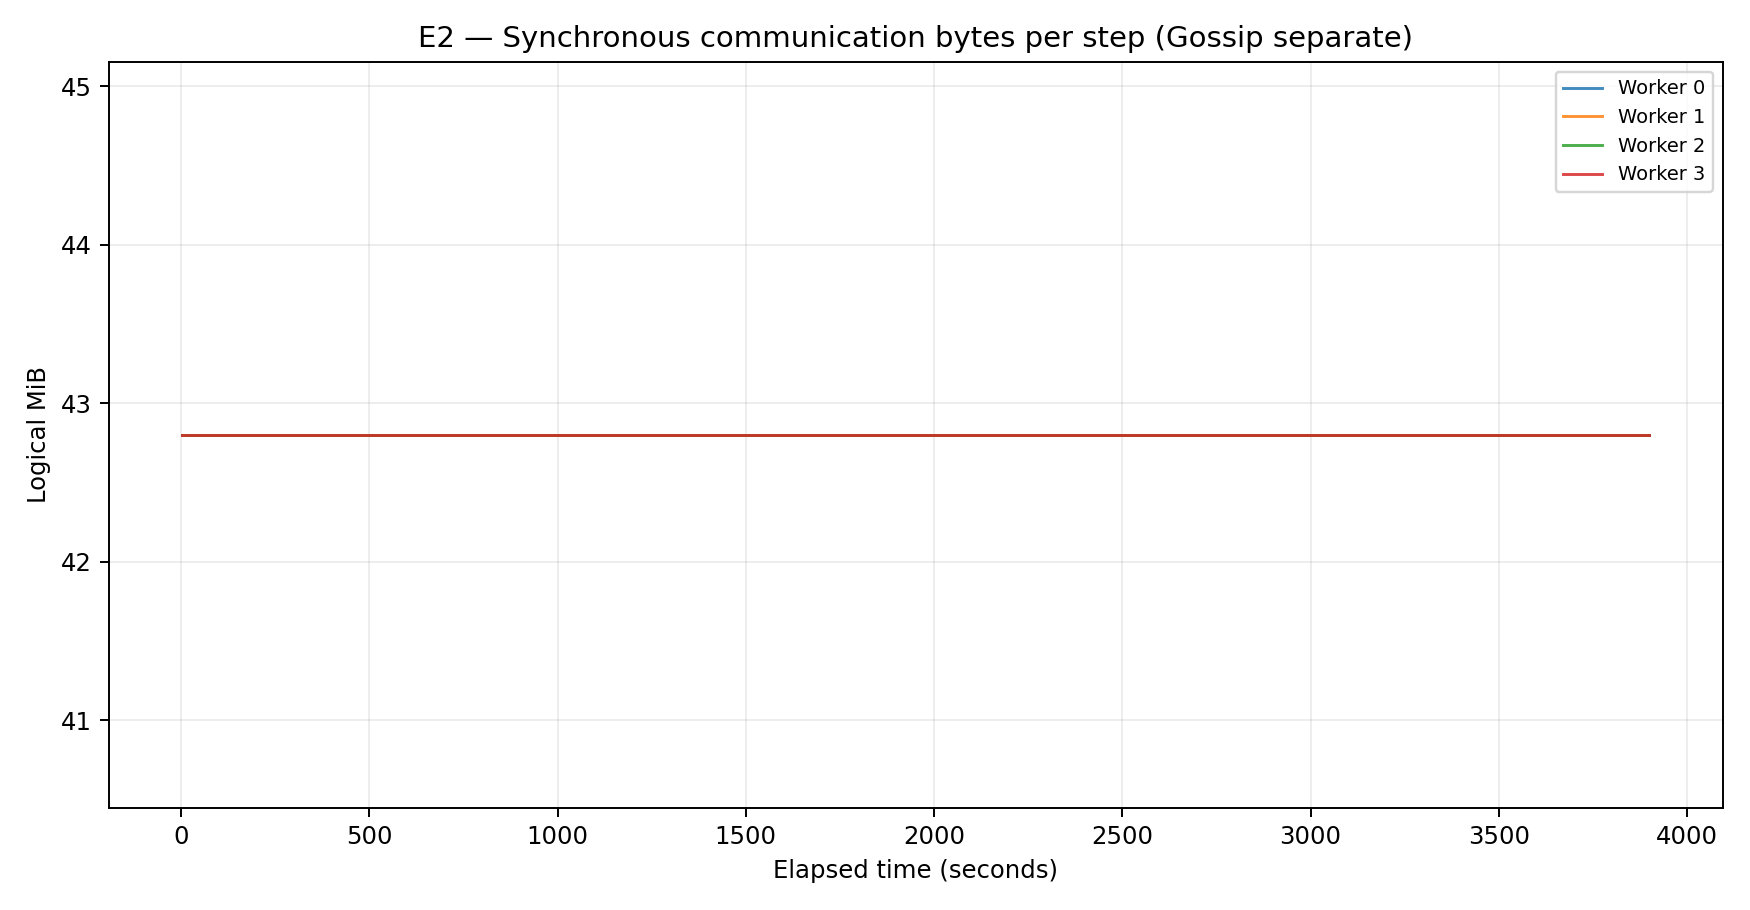 E2 — Synchronous communication bytes per step (Gossip separate)
Worker 0
Worker 1
Worker 2
Worker 3
45
44
43
42
41
Logical MiB
0 500 1000 1500 2000 2500 3000 3500 4000
Elapsed time (seconds)